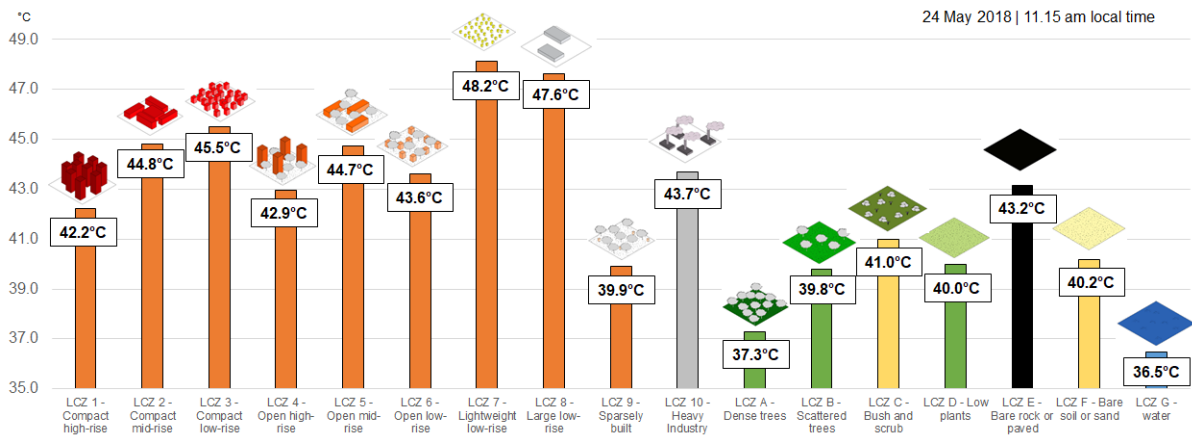 °C
24 May 2018 | 11.15 am local time
49.0
47.0
45.0
43.0
41.0
39.0
37.0
35.0
42.2°C
44.8°C
45.5°C
42.9°C
44.7°C
43.6°C
48.2°C
47.6°C
39.9°C
43.7°C
37.3°C
39.8°C
41.0°C
40.0°C
43.2°C
40.2°C
36.5°C
LCZ 1 -
Compact
high-rise
LCZ 2 -
Compact
mid-rise
LCZ 3 -
Compact
low-rise
LCZ 4 -
Open high-
rise
LCZ 5 -
Open mid-
rise
LCZ 6 -
Open low-
rise
LCZ 7 -
Lightweight
low-rise
LCZ 8 -
Large low-
rise
LCZ 9 -
Sparsely
built
LCZ 10 -
Heavy
Industry
LCZ A -
Dense trees
LCZ B -
Scattered
trees
LCZ C -
Bush and
scrub
LCZ D - Low
plants
LCZ E -
Bare rock or
paved
LCZ F - Bare
soil or sand
LCZ G -
water